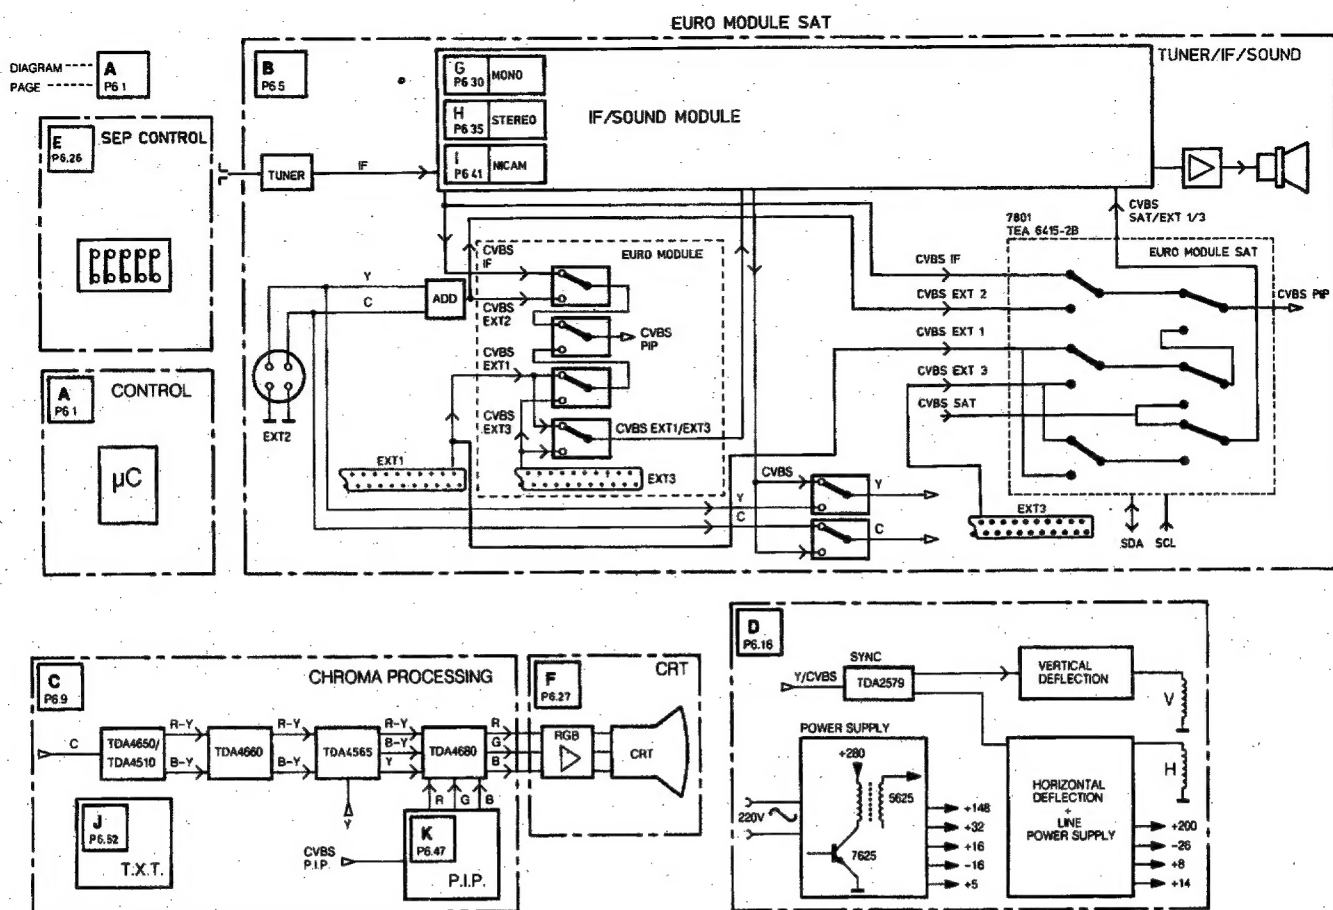 EURO MODULE SAT
DIAGRAM
PAGE
A
P6.1
B
P6.5
TUNER/IF/SOUND
G
P6.30
MONO
H
P6.35
STEREO
I
P6.41
NICAM
IF/SOUND MODULE
E
P6.26
SEP CONTROL
TUNER
IF
CVBS
SAT/EXT 1/3
7801
TEA 6415-2B
EURO MODULE SAT
EURO MODULE
CVBS
IF
CVBS
EXT2
CVBS
PIP
CVBS
EXT1
CVBS
EXT3
CVBS EXT1/EXT3
Y
C
ADD
EXT2
EXT1
EXT3
CVBS IF
CVBS EXT 2
CVBS EXT 1
CVBS EXT 3
CVBS SAT
CVBS PIP
CVBS
Y
C
Y
C
EXT3
SDA
SCL
A
P6.1
CONTROL
µC
C
P6.9
CHROMA PROCESSING
C
TDA4650/
TDA4510
R-Y
B-Y
TDA4660
R-Y
B-Y
TDA4565
R-Y
B-Y
Y
Y
TDA4680
R
G
B
R
G
B
J
P6.52
T.X.T.
CVBS
P.I.P.
K
P6.47
P.I.P.
F
P6.27
CRT
RGB
CRT
D
P6.16
SYNC
Y/CVBS
TDA2579
VERTICAL
DEFLECTION
V
POWER SUPPLY
+280
5625
7625
220V
+148
+32
+16
-16
+5
HORIZONTAL
DEFLECTION
+
LINE
POWER SUPPLY
H
+200
-26
+8
+14